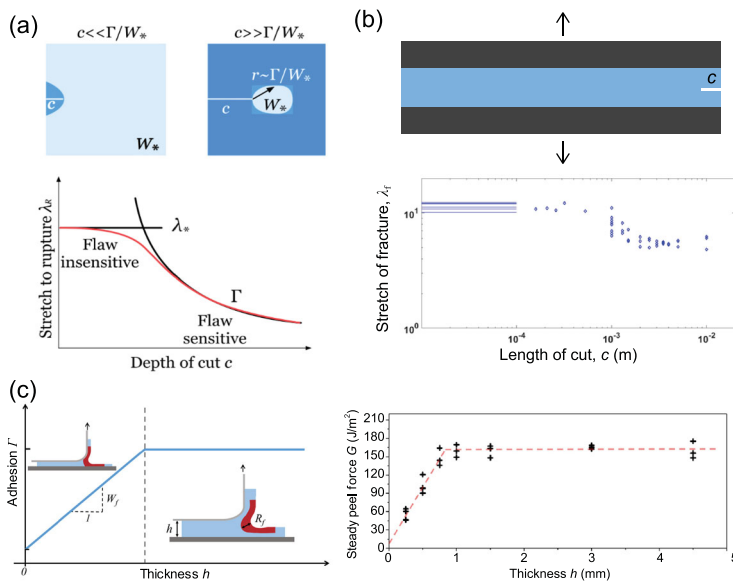 (a)
c<<Γ/W* c>>Γ/W*
c
W*
r~Γ/W*
c
W*
Stretch to rupture λR
λ*
Flaw
insensitive
Γ
Flaw
sensitive
Depth of cut c
(b)
c
Stretch of fracture, λf
10^1
10^0
10^-4 10^-3 10^-2
Length of cut, c (m)
(c)
Adhesion Γ
0
Wf
l
h
Rf
Thickness h
Steady peel force G (J/m²)
210
180
150
120
90
60
30
0
0 1 2 3 4 5
Thickness h (mm)